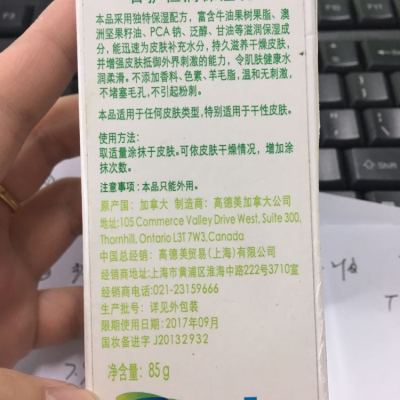 本品采用独特保湿配方，富含牛油果树果脂、澳
洲坚果籽油、PCA钠、泛醇、甘油等滋润保湿成
分，能迅速为皮肤补充水分，持久滋养干燥皮肤，
并增强皮肤抵御外界刺激的能力，令肌肤健康水
润柔滑，不添加香料、色素、羊毛脂，温和无刺激，
不堵塞毛孔，不引起粉刺。
本品适用于任何皮肤类型，特别适用于干性皮肤。
使用方法：
取适量涂抹于皮肤。可依皮肤干燥情况，增加涂
抹次数。
注意事项：本品只能外用。
原产国：加拿大 制造商：高德美加拿大公司
地址:105 Commerce Valley Drive West, Suite 300,
Thornhill, Ontario L3T 7W3,Canada
中国总经销：高德美贸易(上海)有限公司
经销商地址:上海市黄浦区淮海中路222号3710室
经销商电话:021-23159666
生产批号：详见外包装
限期使用日期:2017年09月
国妆备进字 J20132932
净含量：85g